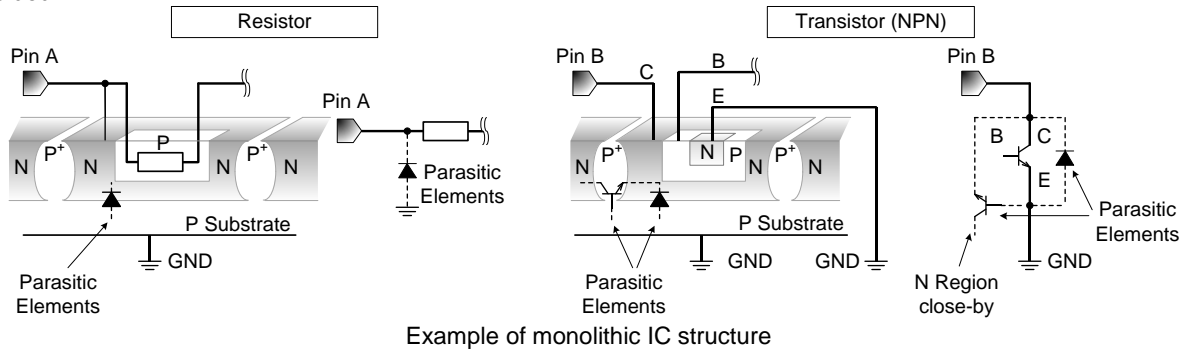 Resistor
Transistor (NPN)
Pin A
N
P+
N
P
N
P+
N
P Substrate
GND
Parasitic
Elements
Pin A
Parasitic
Elements
Pin B
C
B
E
N
P+
N
N
P
N
P+
N
P Substrate
GND
GND
Parasitic
Elements
Pin B
B
C
E
Parasitic
Elements
N Region
close-by
GND
Example of monolithic IC structure